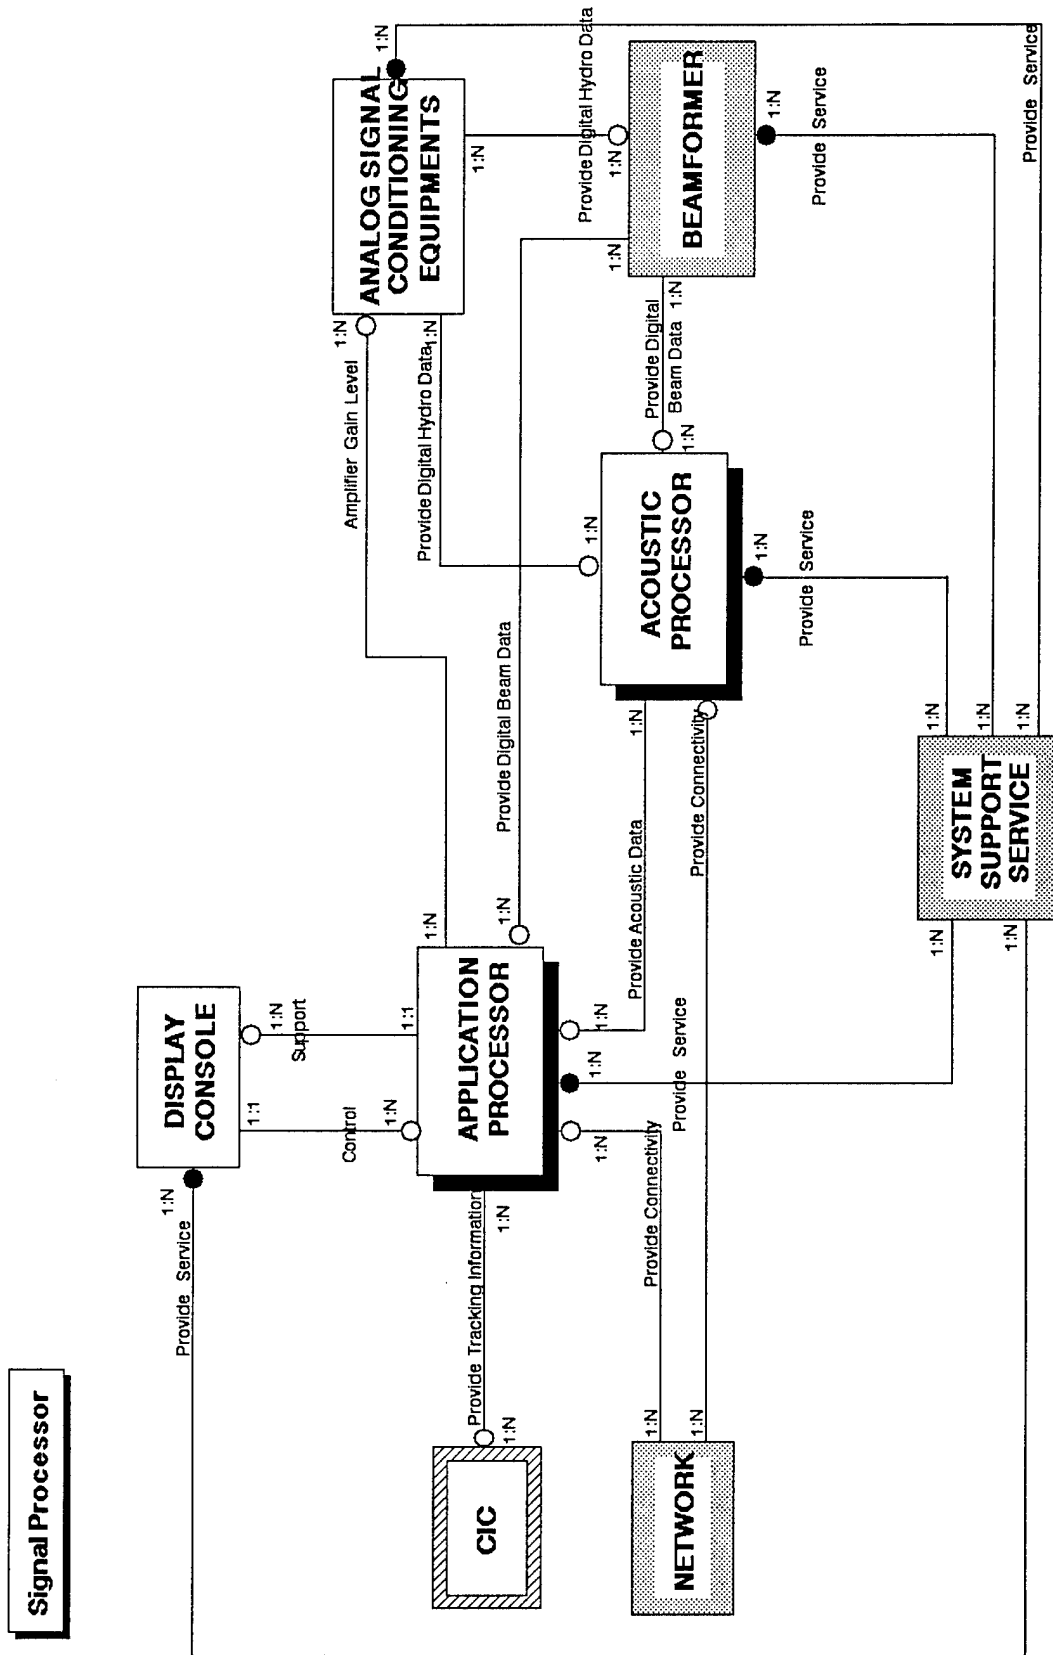 Signal Processor
DISPLAY
CONSOLE
Provide Service
1:N
1:1
Control
1:N
1:N
Support
1:1
CIC
Provide Tracking Information
1:N
1:N
APPLICATION
PROCESSOR
1:N
Amplifier Gain Level
1:N
ANALOG SIGNAL
CONDITIONING
EQUIPMENTS
1:N
Provide Digital Hydro Data
1:N
1:N
1:N
Provide Digital Hydro Data
1:N
1:N
Provide Digital Beam Data
1:N
BEAMFORMER
Provide Digital
Beam Data
1:N
1:N
ACOUSTIC
PROCESSOR
1:N
Provide Acoustic Data
1:N
1:N
Provide Service
NETWORK
1:N
Provide Connectivity
1:N
1:N
Provide Connectivity
SYSTEM
SUPPORT
SERVICE
1:N
1:N
1:N
1:N
1:N
Provide Service
1:N
Provide Service
1:N
Provide Service